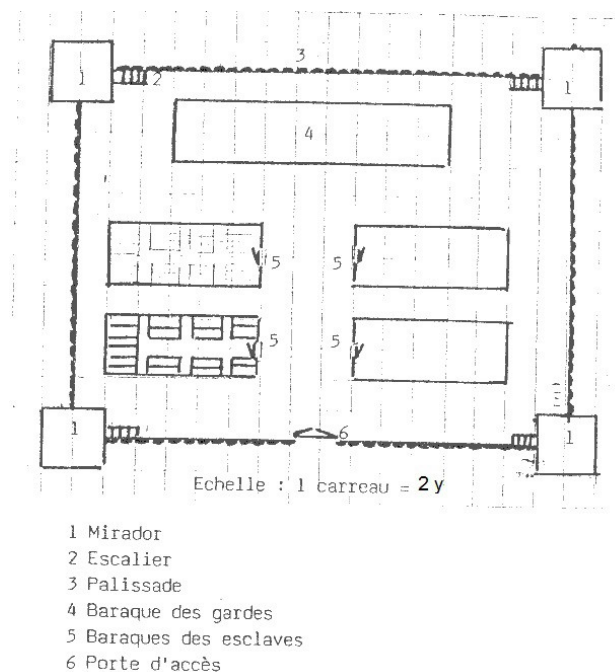 3
1 2 1
4
5 5
5 5
1 6 1
Echelle : 1 carreau = 2 y
1 Mirador
2 Escalier
3 Palissade
4 Baraque des gardes
5 Baraques des esclaves
6 Porte d'accès